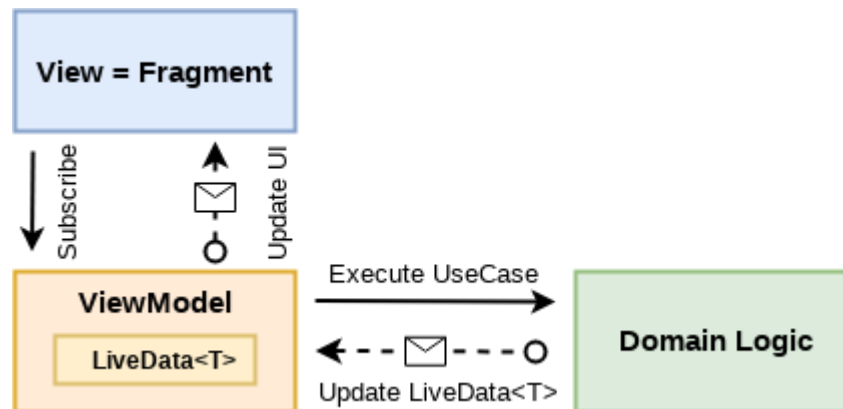 View = Fragment
Subscribe
Update UI
ViewModel
LiveData<T>
Execute UseCase
Update LiveData<T>
Domain Logic